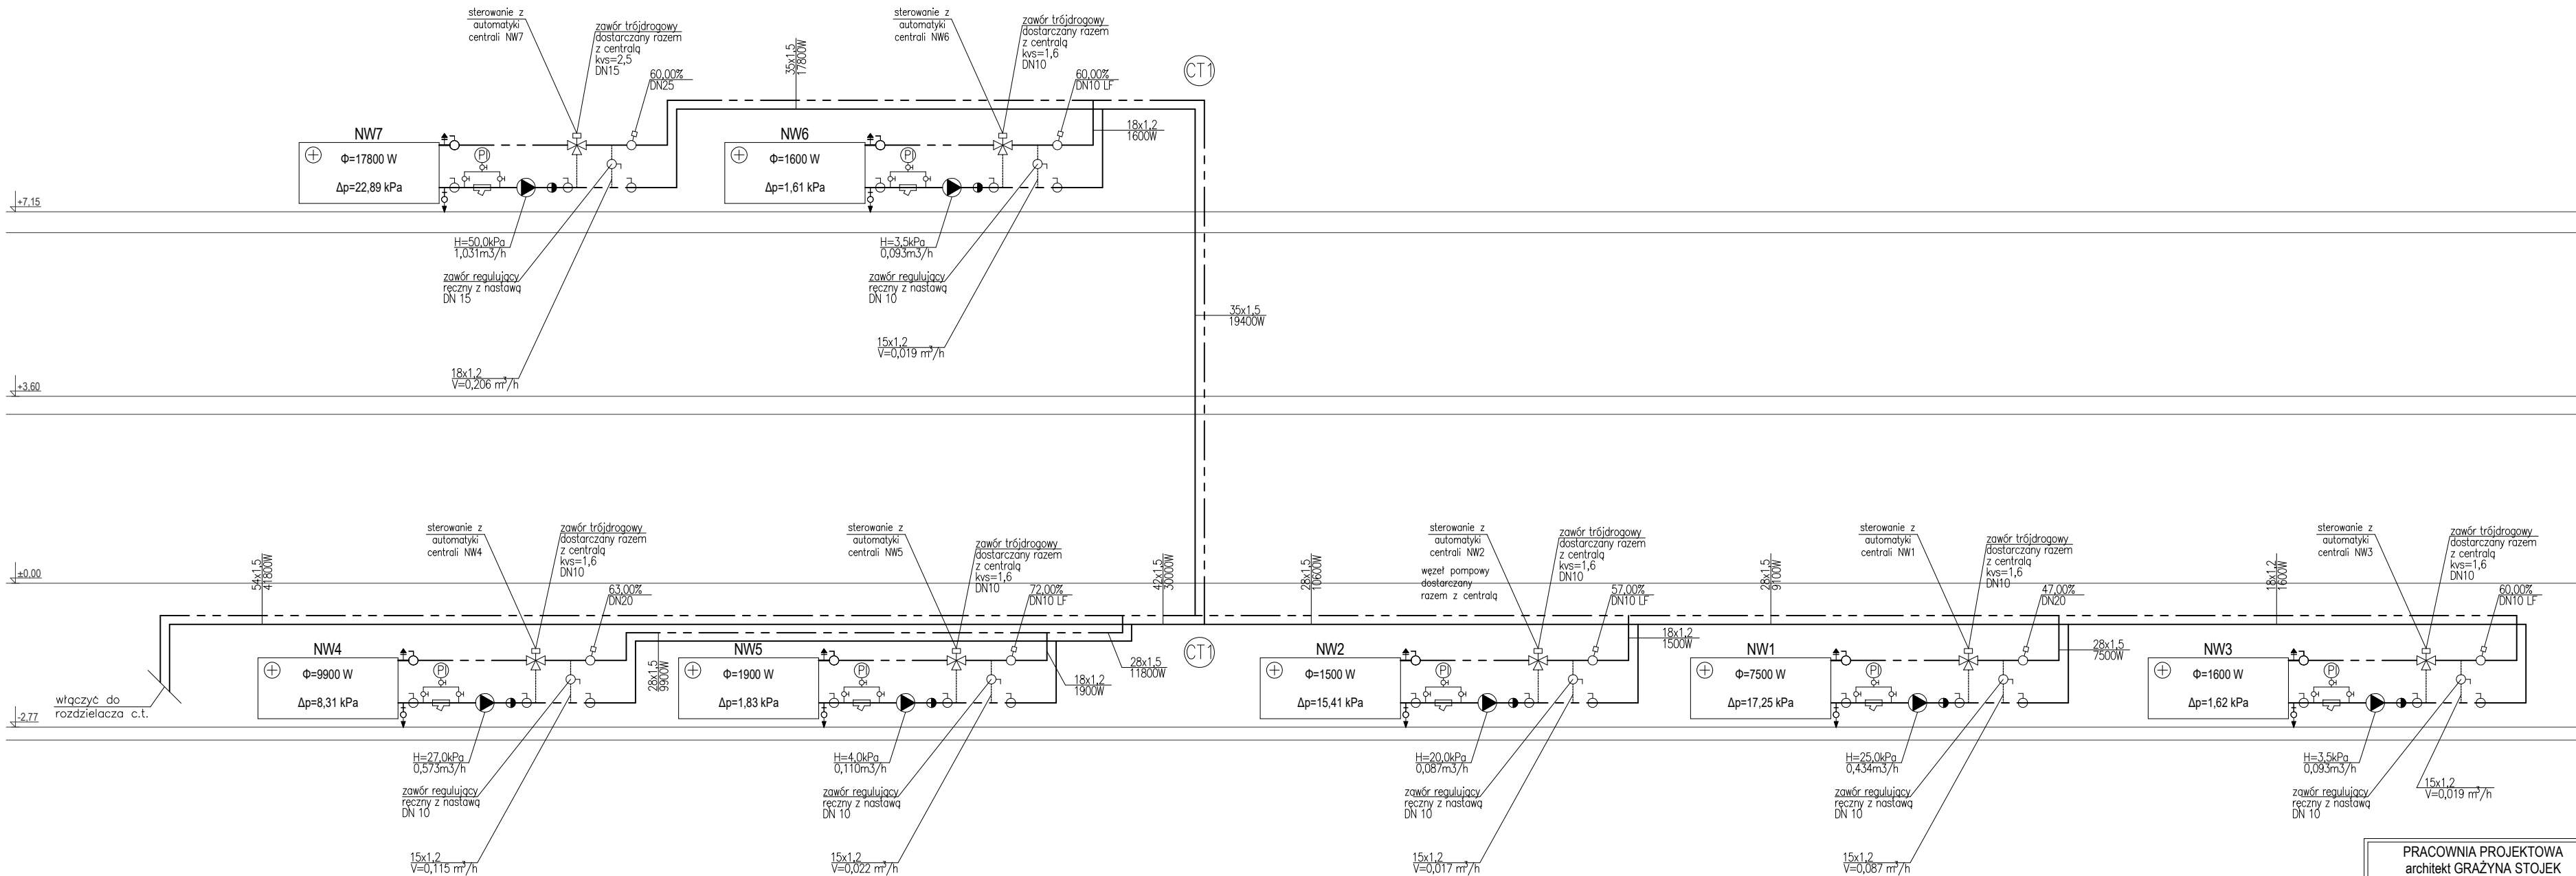 sterowanie z
automatyki
centrali NW7
zawór trójdrogowy
dostarczany razem
z centralą
kvs=2,5
DN15
60,00%
DN25
35x1,5
17800W
sterowanie z
automatyki
centrali NW6
zawór trójdrogowy
dostarczany razem
z centralą
kvs=1,6
DN10
60,00%
DN10 LF
CT1
NW7
Φ=17800 W
Δp=22,89 kPa
PI
NW6
Φ=1600 W
Δp=1,61 kPa
PI
18x1,2
1600W
+7,15
H=50,0kPa
1,031m3/h
zawór regulujący
ręczny z nastawą
DN 15
18x1,2
V=0,206 m³/h
H=3,5kPa
0,093m3/h
zawór regulujący
ręczny z nastawą
DN 10
15x1,2
V=0,019 m³/h
35x1,5
19400W
+3,60
±0,00
54x1,5
41800W
sterowanie z
automatyki
centrali NW4
zawór trójdrogowy
dostarczany razem
z centralą
kvs=1,6
DN10
63,00%
DN20
sterowanie z
automatyki
centrali NW5
zawór trójdrogowy
dostarczany razem
z centralą
kvs=1,6
DN10
72,00%
DN10 LF
42x1,5
30000W
28x1,5
10600W
sterowanie z
automatyki
centrali NW2
węzeł pompowy
dostarczany
razem z centralą
zawór trójdrogowy
dostarczany razem
z centralą
kvs=1,6
DN10
57,00%
DN10 LF
28x1,5
9100W
sterowanie z
automatyki
centrali NW1
zawór trójdrogowy
dostarczany razem
z centralą
kvs=1,6
DN10
47,00%
DN20
18x1,2
1600W
sterowanie z
automatyki
centrali NW3
zawór trójdrogowy
dostarczany razem
z centralą
kvs=1,6
DN10
60,00%
DN10 LF
włączyć do
rozdzielacza c.t.
-2,77
NW4
Φ=9900 W
Δp=8,31 kPa
PI
28x1,5
9900W
NW5
Φ=1900 W
Δp=1,83 kPa
PI
18x1,2
1900W
28x1,5
11800W
CT1
NW2
Φ=1500 W
Δp=15,41 kPa
PI
18x1,2
1500W
NW1
Φ=7500 W
Δp=17,25 kPa
PI
28x1,5
7500W
NW3
Φ=1600 W
Δp=1,62 kPa
PI
H=27,0kPa
0,573m3/h
zawór regulujący
ręczny z nastawą
DN 10
15x1,2
V=0,115 m³/h
H=4,0kPa
0,110m3/h
zawór regulujący
ręczny z nastawą
DN 10
15x1,2
V=0,022 m³/h
H=20,0kPa
0,087m3/h
zawór regulujący
ręczny z nastawą
DN 10
15x1,2
V=0,017 m³/h
H=25,0kPa
0,434m3/h
zawór regulujący
ręczny z nastawą
DN 10
15x1,2
V=0,087 m³/h
H=3,5kPa
0,093m3/h
zawór regulujący
ręczny z nastawą
DN 10
15x1,2
V=0,019 m³/h
PRACOWNIA PROJEKTOWA
architekt GRAŻYNA STOJEK